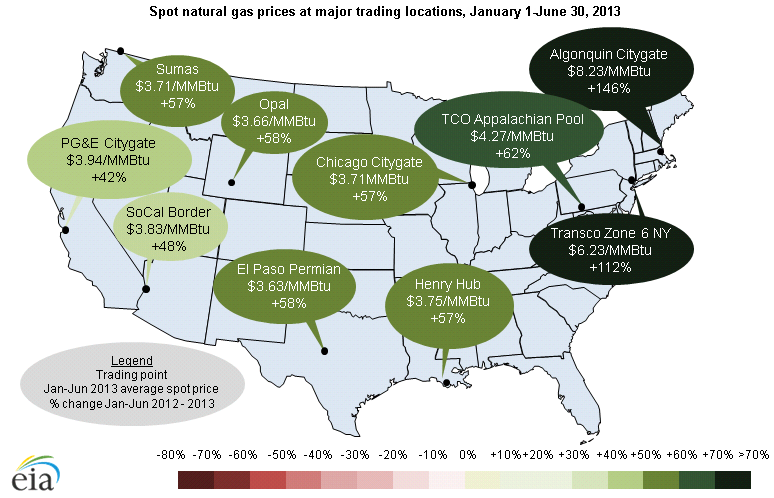 Spot natural gas prices at major trading locations, January 1-June 30, 2013
Algonquin Citygate
$8.23/MMBtu
+146%
Sumas
$3.71/MMBtu
+57%
Opal
$3.66/MMBtu
+58%
TCO Appalachian Pool
$4.27/MMBtu
+62%
PG&E Citygate
$3.94/MMBtu
+42%
Chicago Citygate
$3.71MMBtu
+57%
SoCal Border
$3.83/MMBtu
+48%
Transco Zone 6 NY
$6.23/MMBtu
+112%
El Paso Permian
$3.63/MMBtu
+58%
Henry Hub
$3.75/MMBtu
+57%
Legend
Trading point
Jan-Jun 2013 average spot price
% change Jan-Jun 2012 - 2013
-80% -70% -60% -50% -40% -30% -20% -10% 0% +10% +20% +30% +40% +50% +60% +70% >70%
eia